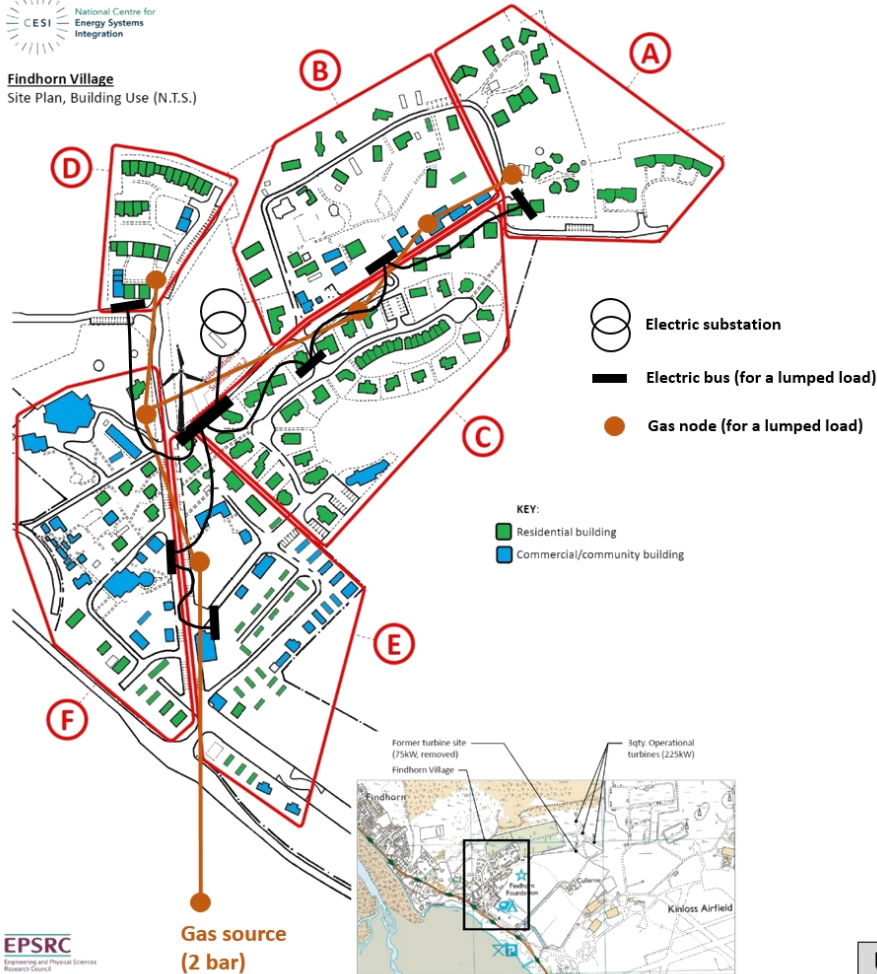 CESI
National Centre for
Energy Systems
Integration
Findhorn Village
Site Plan, Building Use (N.T.S.)
A
B
D
Electric substation
Electric bus (for a lumped load)
Gas node (for a lumped load)
C
KEY:
Residential building
Commercial/community building
E
F
Former turbine site
(75kW, removed)
Findhorn Village
3qty. Operational
turbines (225kW)
Findhorn
Findhorn
Foundation
Cullerne
Kinloss Airfield
Gas source
(2 bar)
EPSRC
Engineering and Physical Sciences
Research Council